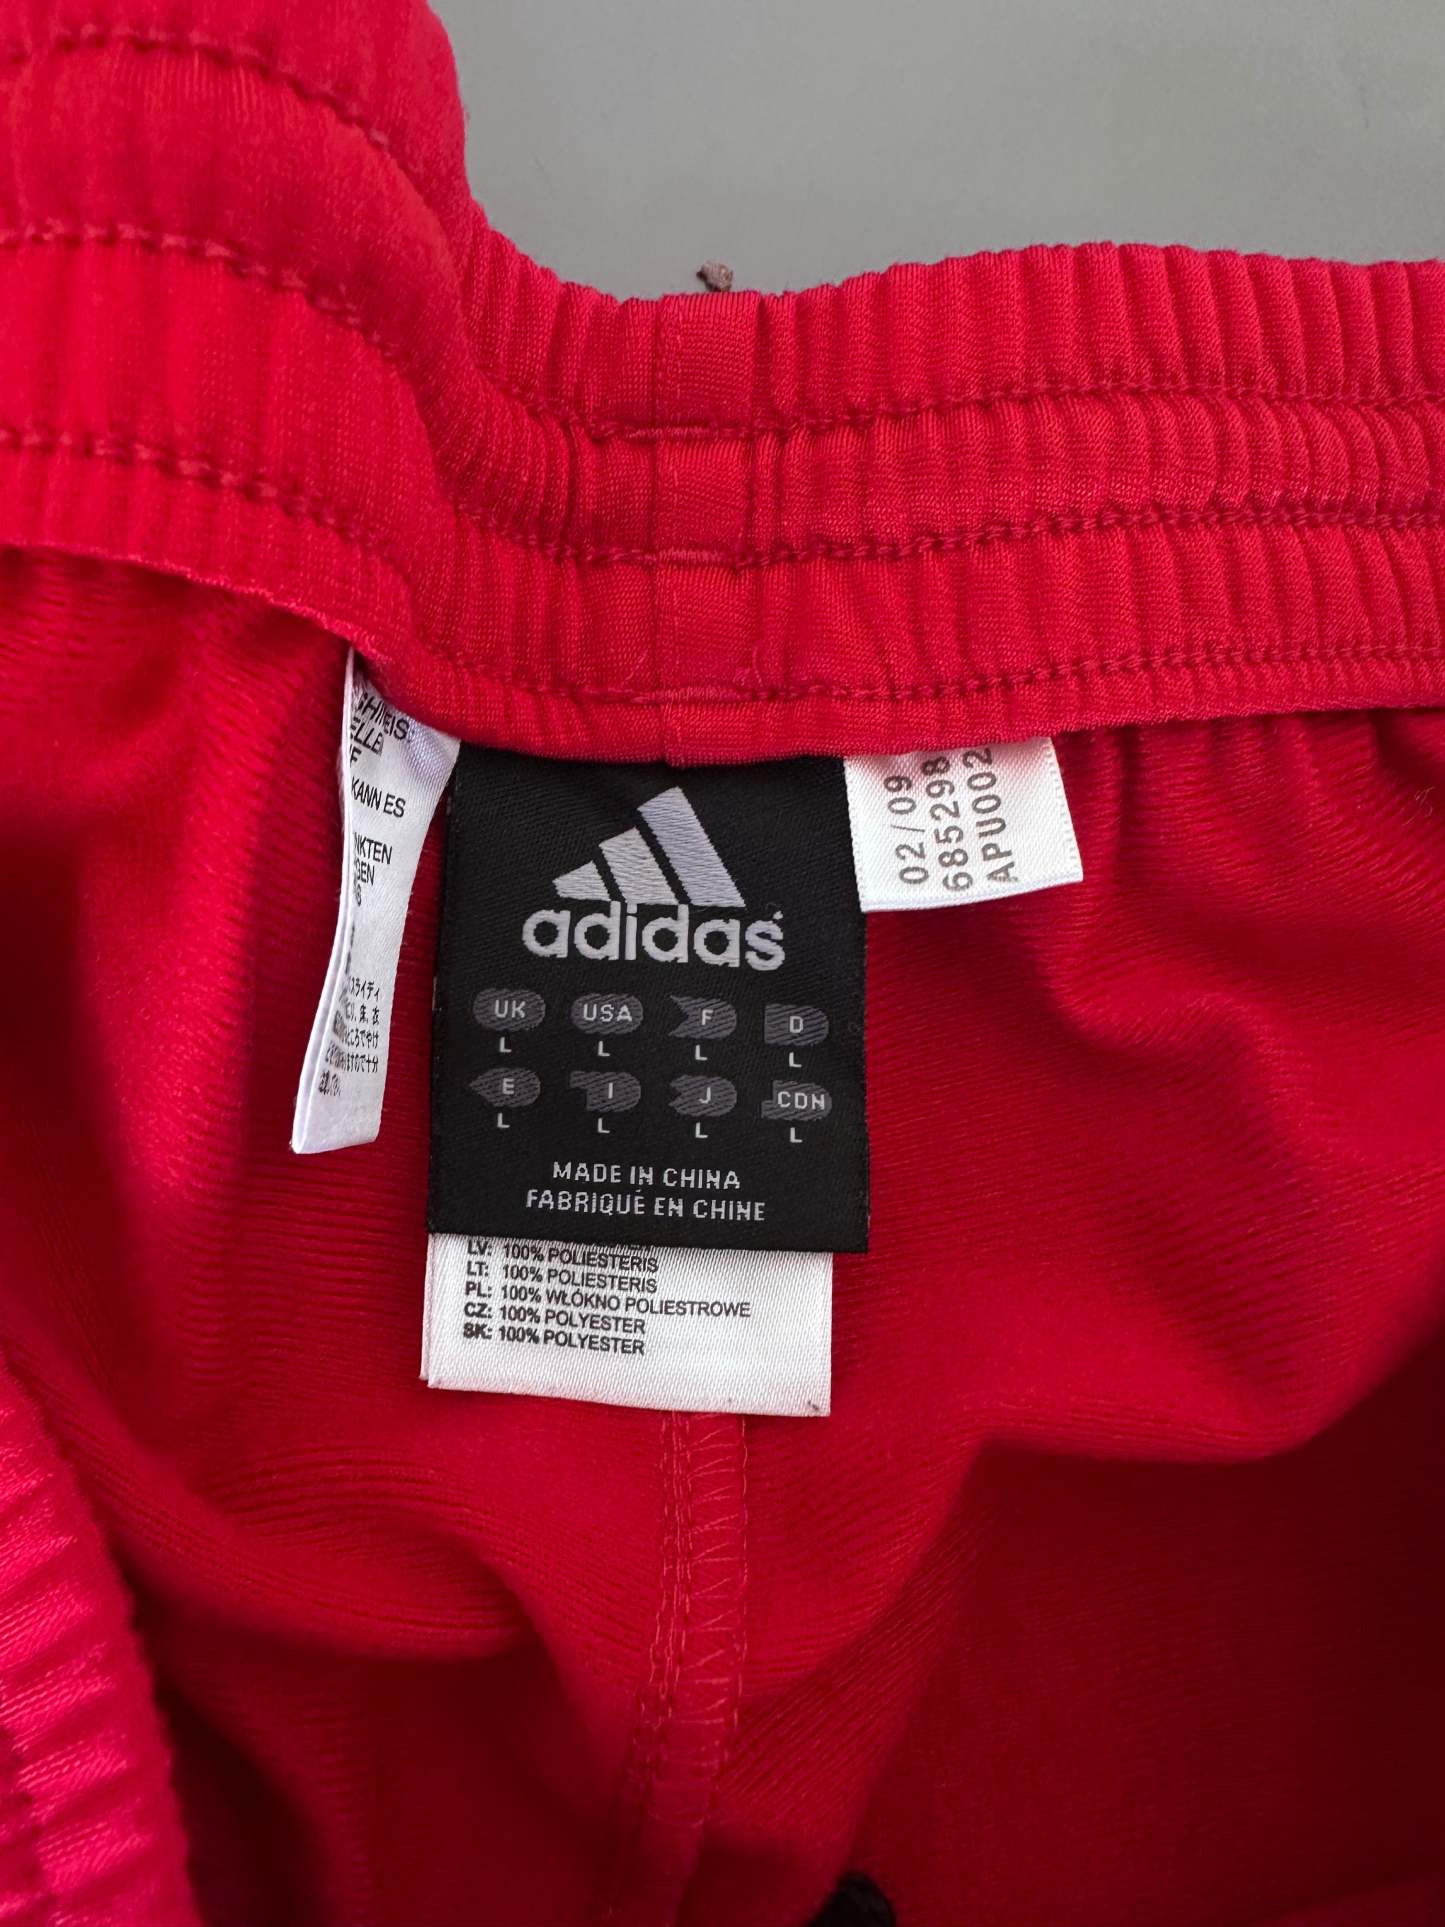 KANN ES
adidas
UK USA F D
L L L L
E I J CDN
L L L L
MADE IN CHINA
FABRIQUÉ EN CHINE
02/09
685298
APU002
LV: 100% POLIESTERIS
LT: 100% POLIESTERIS
PL: 100% WŁÓKNO POLIESTROWE
CZ: 100% POLYESTER
SK: 100% POLYESTER